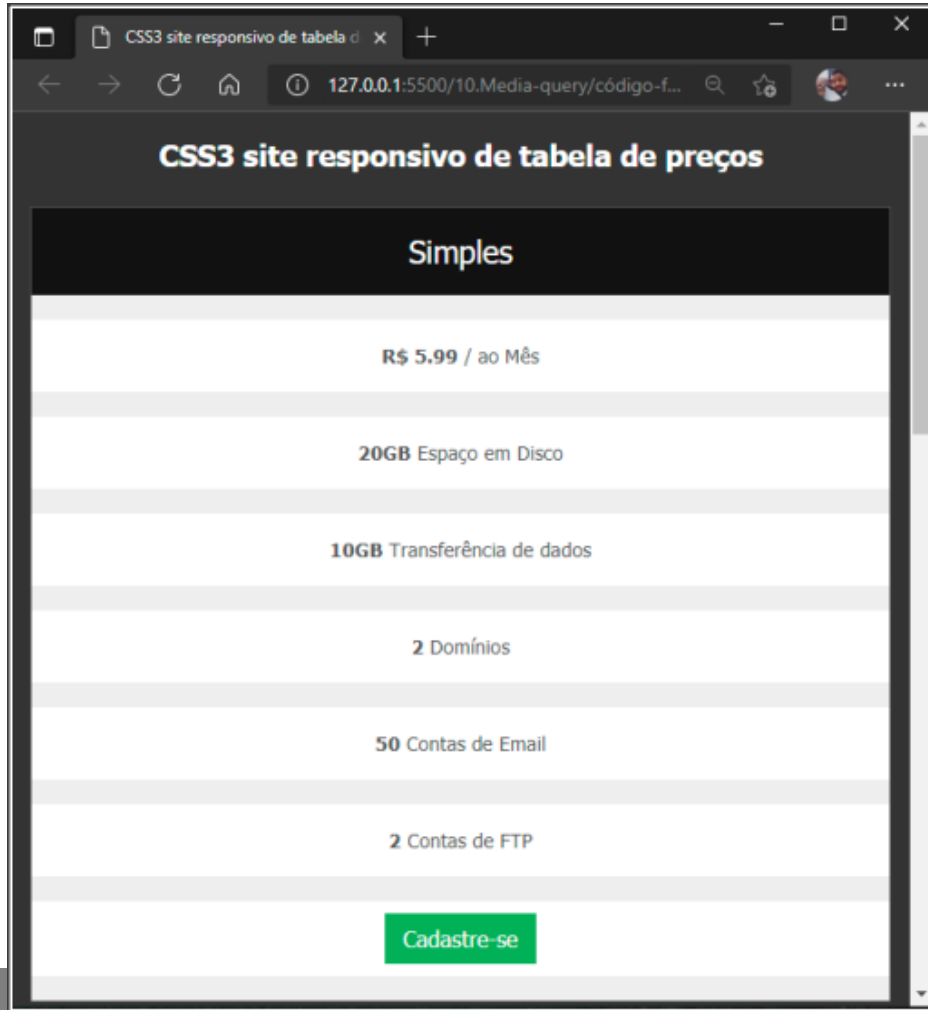 CSS3 site responsivo de tabela d
127.0.0.1:5500/10.Media-query/código-f...
CSS3 site responsivo de tabela de preços
Simples
R$ 5.99 / ao Mês
20GB Espaço em Disco
10GB Transferência de dados
2 Domínios
50 Contas de Email
2 Contas de FTP
Cadastre-se